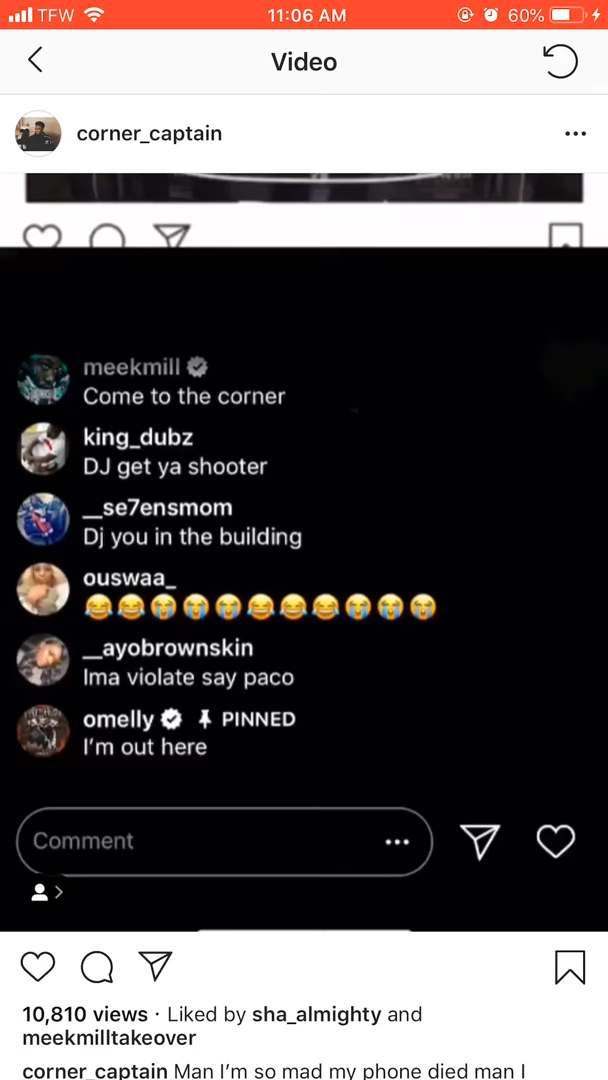 TFW 11:06 AM 60%
Video
corner_captain
meekmill
Come to the corner
king_dubz
DJ get ya shooter
__se7ensmom
Dj you in the building
ouswaa_
😂😂😭😭😭😂😂😂😭😭😭
__ayobrownskin
Ima violate say paco
omelly PINNED
I'm out here
Comment
10,810 views · Liked by sha_almighty and
meekmilltakeover
corner_captain Man I'm so mad my phone died man I